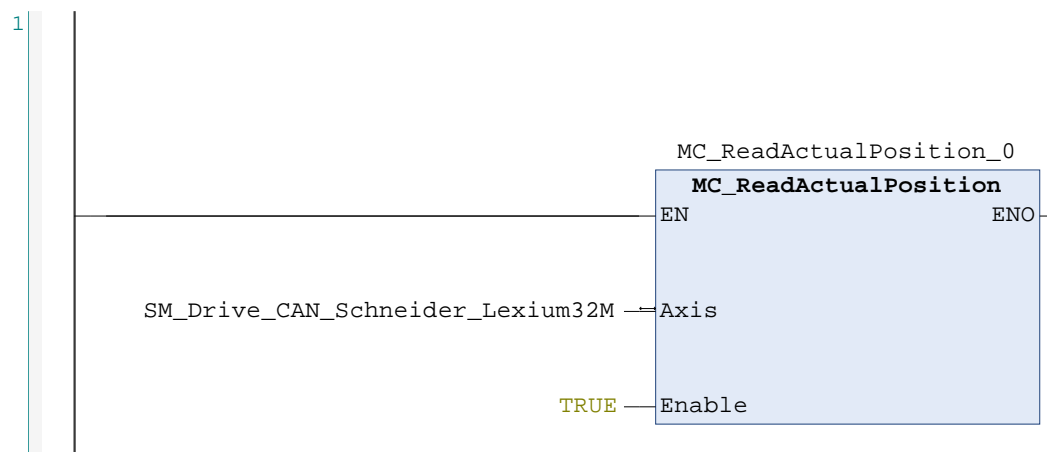 1
MC_ReadActualPosition_0
MC_ReadActualPosition
EN ENO
SM_Drive_CAN_Schneider_Lexium32M Axis
TRUE Enable